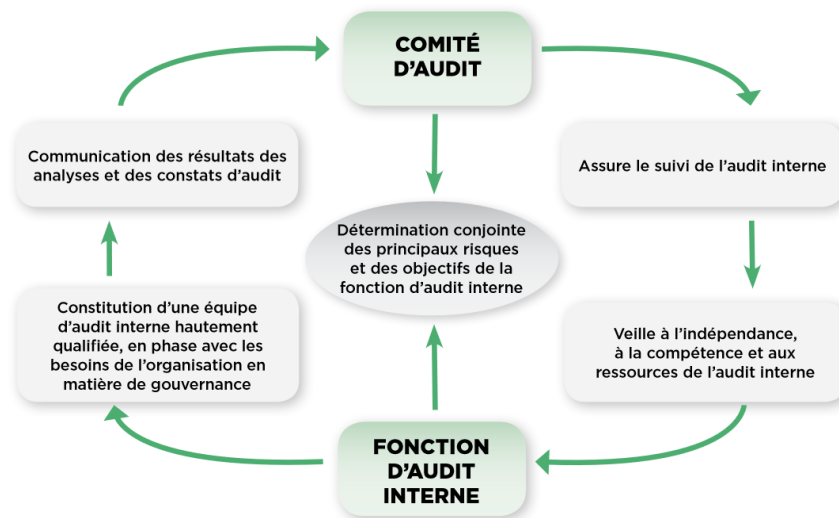 COMITÉ
D'AUDIT
Communication des résultats des
analyses et des constats d'audit
Assure le suivi de l'audit interne
Détermination conjointe
des principaux risques
et des objectifs de la
fonction d'audit interne
Constitution d'une équipe
d'audit interne hautement
qualifiée, en phase avec les
besoins de l'organisation en
matière de gouvernance
Veille à l'indépendance,
à la compétence et aux
ressources de l'audit interne
FONCTION
D'AUDIT
INTERNE